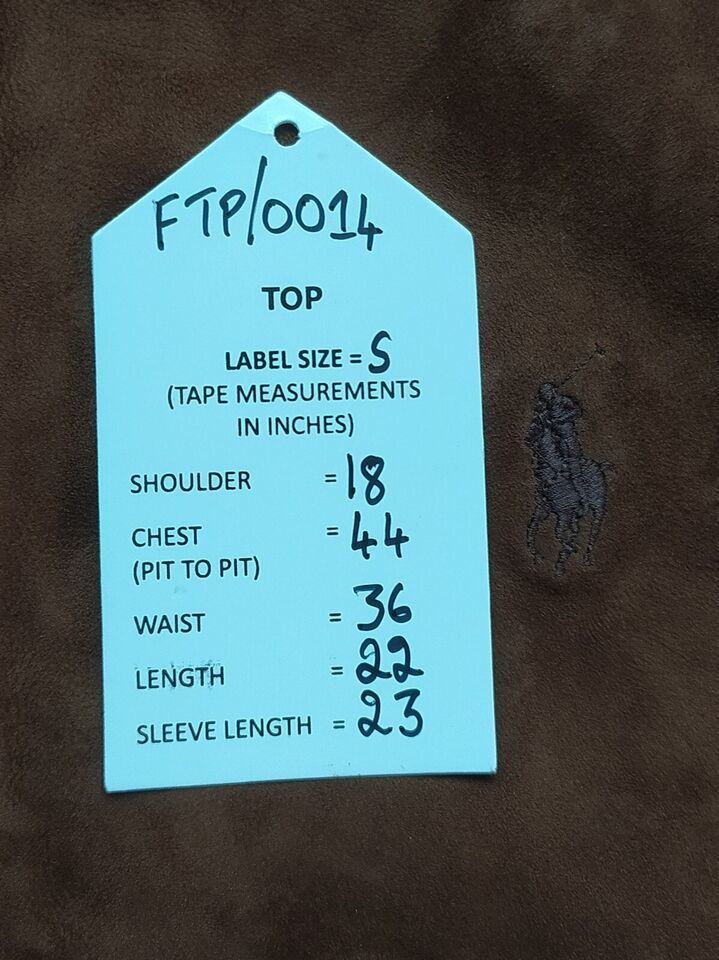 FTP/0014
TOP
LABEL SIZE = S
(TAPE MEASUREMENTS
IN INCHES)
SHOULDER = 18
CHEST = 44
(PIT TO PIT)
WAIST = 36
LENGTH = 22
SLEEVE LENGTH = 23